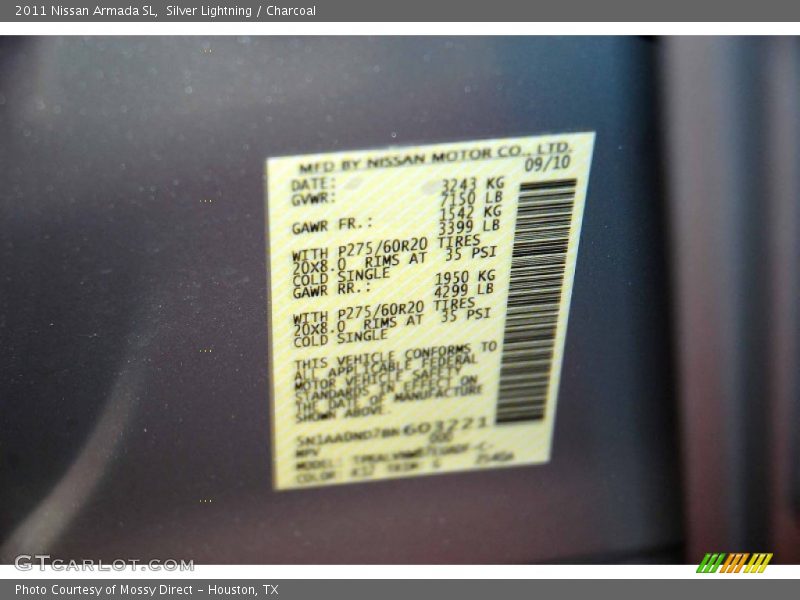 2011 Nissan Armada SL,  Silver Lightning / Charcoal
MFD BY NISSAN MOTOR CO., LTD.
DATE: 09/10
GVWR: 3243 KG
7150 LB
GAWR FR.: 1542 KG
3399 LB
WITH P275/60R20 TIRES
20X8.0 RIMS AT 35 PSI
COLD SINGLE
GAWR RR.: 1950 KG
4299 LB
WITH P275/60R20 TIRES
20X8.0 RIMS AT 35 PSI
COLD SINGLE
THIS VEHICLE CONFORMS TO
ALL APPLICABLE FEDERAL
MOTOR VEHICLE SAFETY
STANDARDS IN EFFECT ON
THE DATE OF MANUFACTURE
SHOWN ABOVE.
5N1AA0ND7BN603221
000
MPV
MODEL:
COLOR: K12 TRIM: G
GTCARLOT.COM
Photo Courtesy of Mossy Direct – Houston, TX